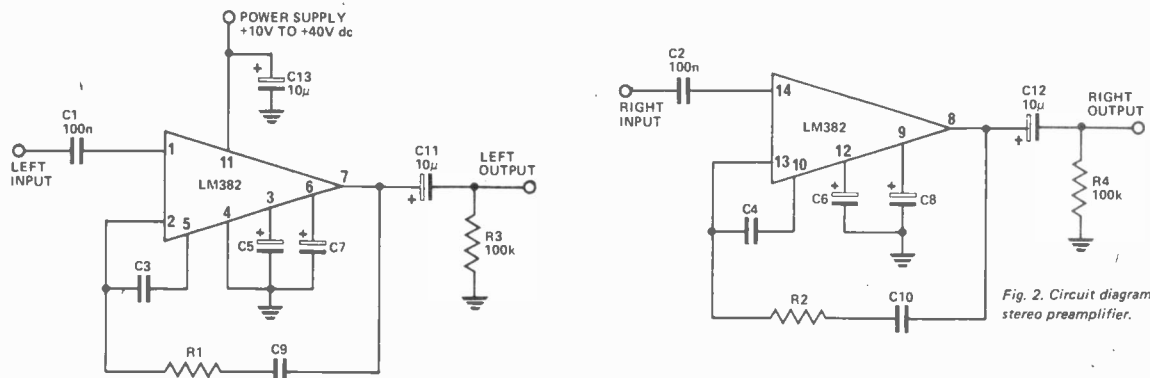 POWER SUPPLY
+10V TO +40V dc
+
C13
10µ
C1
100n
LEFT
INPUT
1
11
LM382
7
2
5
4
3
6
C11
10µ
+
LEFT
OUTPUT
R3
100k
C3
+
C5
+
C7
R1
C9
C2
100n
RIGHT
INPUT
14
LM382
8
9
12
13
10
C12
10µ
+
RIGHT
OUTPUT
R4
100k
C4
+
C6
+
C8
R2
C10
Fig. 2. Circuit diagram
stereo preamplifier.